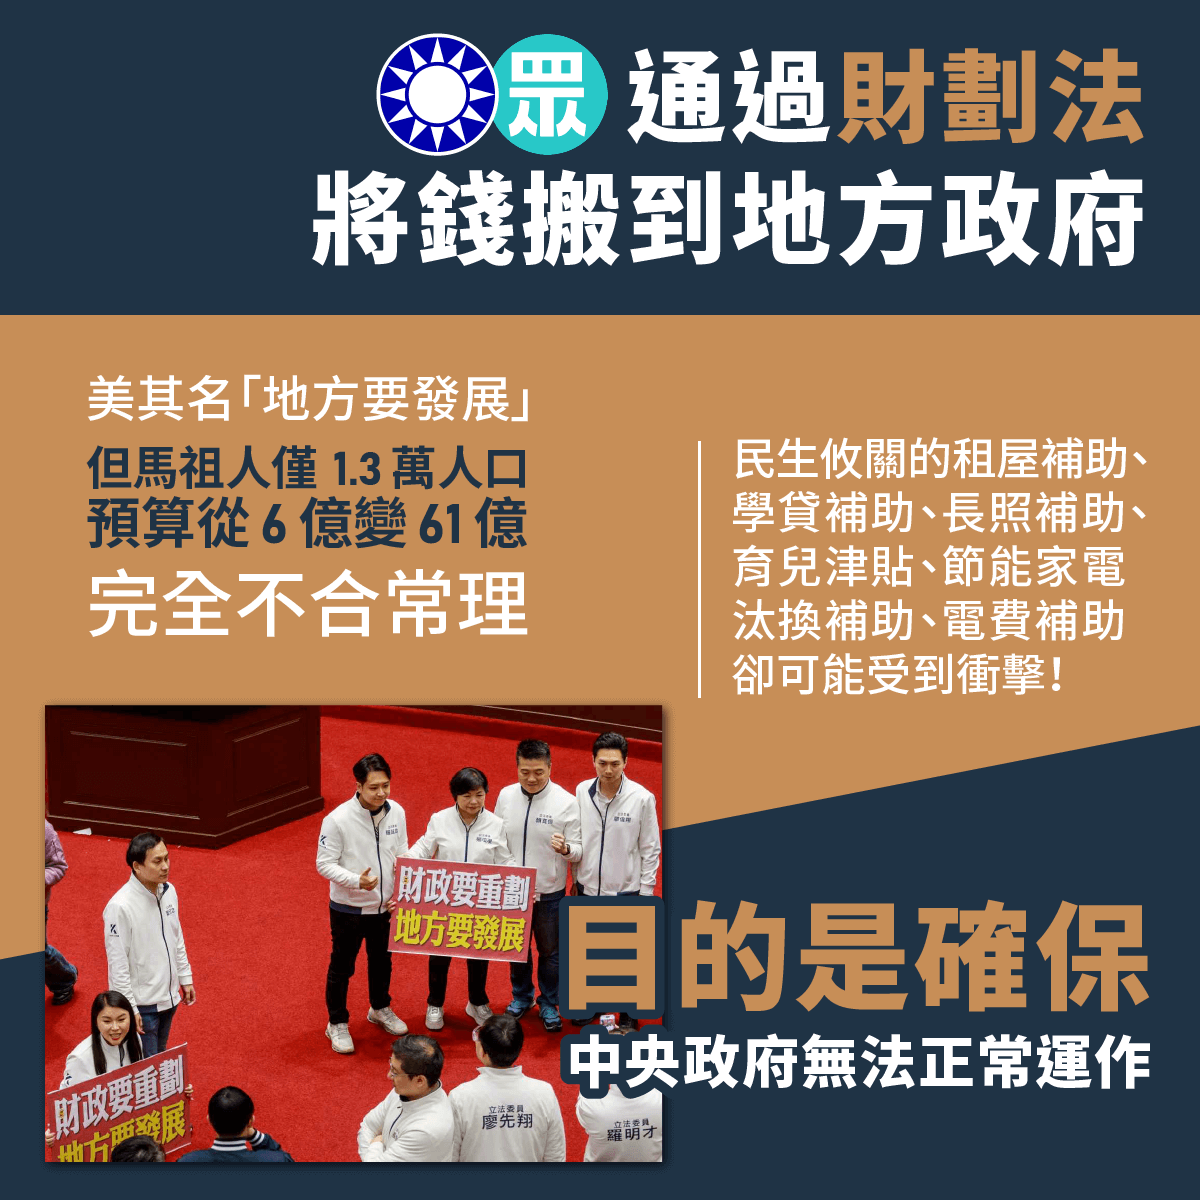 眾 通過財劃法
將錢搬到地方政府
美其名「地方要發展」
但馬祖人僅 1.3 萬人口
預算從 6 億變 61 億
完全不合常理
民生攸關的租屋補助、
學貸補助、長照補助、
育兒津貼、節能家電
汰換補助、電費補助
卻可能受到衝擊！
財政要重劃
地方要發展
財政要重劃
地方要發展
立法委員
廖先翔
立法委員
羅明才
目的是確保
中央政府無法正常運作